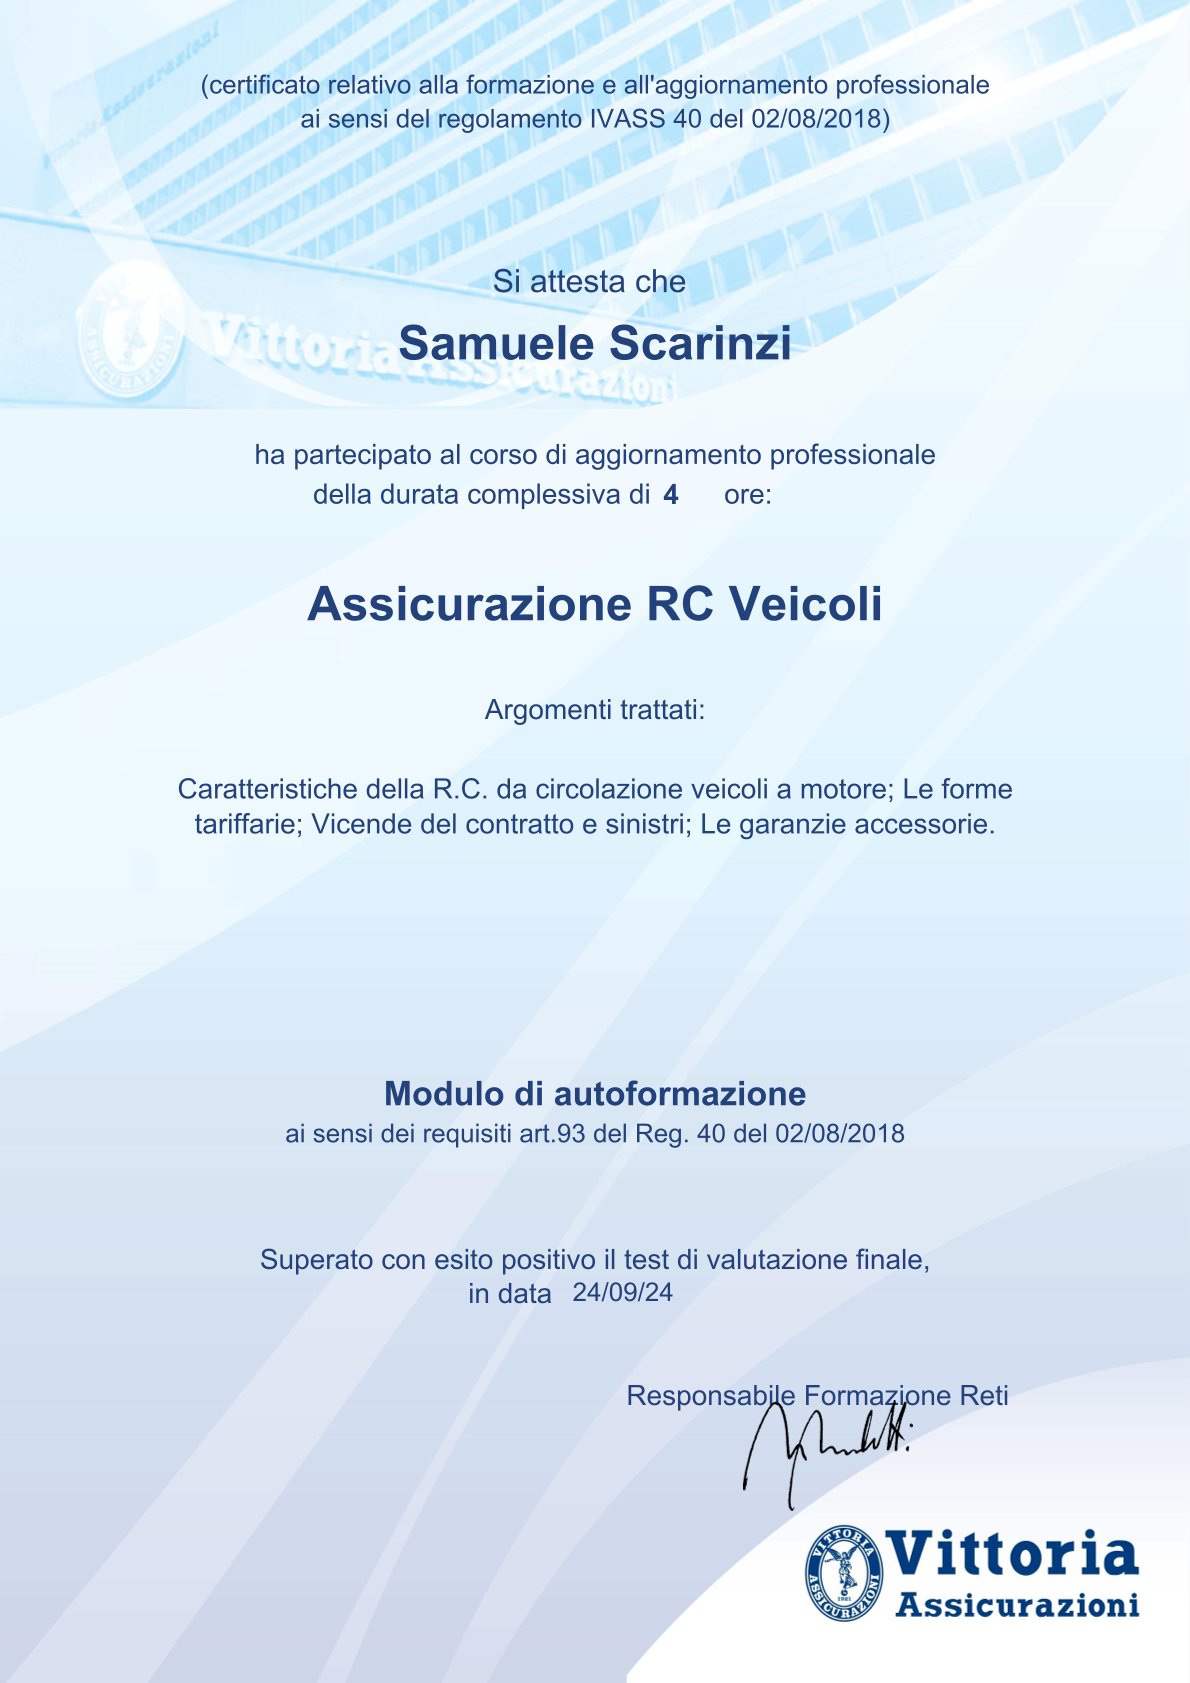 (certificato relativo alla formazione e all'aggiornamento professionale
ai sensi del regolamento IVASS 40 del 02/08/2018)
Si attesta che
Vittoria Assicurazioni
Samuele Scarinzi
ha partecipato al corso di aggiornamento professionale
della durata complessiva di 4 ore:
Assicurazione RC Veicoli
Argomenti trattati:
Caratteristiche della R.C. da circolazione veicoli a motore; Le forme
tariffarie; Vicende del contratto e sinistri; Le garanzie accessorie.
Modulo di autoformazione
ai sensi dei requisiti art.93 del Reg. 40 del 02/08/2018
Superato con esito positivo il test di valutazione finale,
in data 24/09/24
Responsabile Formazione Reti
VITTORIA ASSICURAZIONI 1921
Vittoria
Assicurazioni